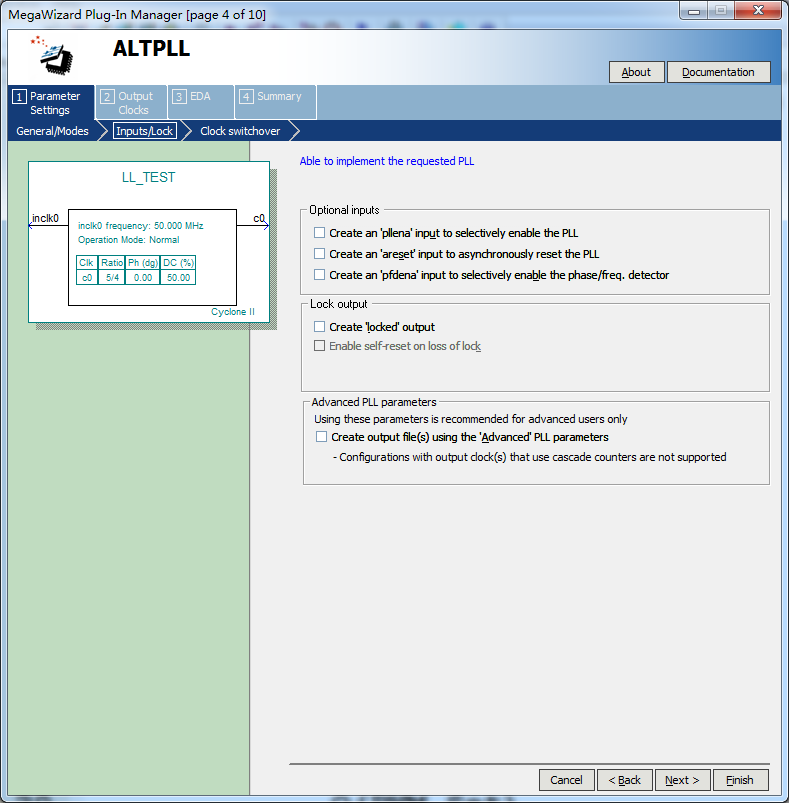 MegaWizard Plug-In Manager [page 4 of 10]
ALTPLL
About
Documentation
1 Parameter Settings
2 Output Clocks
3 EDA
4 Summary
General/Modes
Inputs/Lock
Clock switchover
LL_TEST
inclk0
c0
inclk0 frequency: 50.000 MHz
Operation Mode: Normal
Clk Ratio Ph (dg) DC (%)
c0 5/4 0.00 50.00
Cyclone II
Able to implement the requested PLL
Optional inputs
Create an 'pllena' input to selectively enable the PLL
Create an 'areset' input to asynchronously reset the PLL
Create an 'pfdena' input to selectively enable the phase/freq. detector
Lock output
Create 'locked' output
Enable self-reset on loss of lock
Advanced PLL parameters
Using these parameters is recommended for advanced users only
Create output file(s) using the 'Advanced' PLL parameters
- Configurations with output clock(s) that use cascade counters are not supported
Cancel
< Back
Next >
Finish